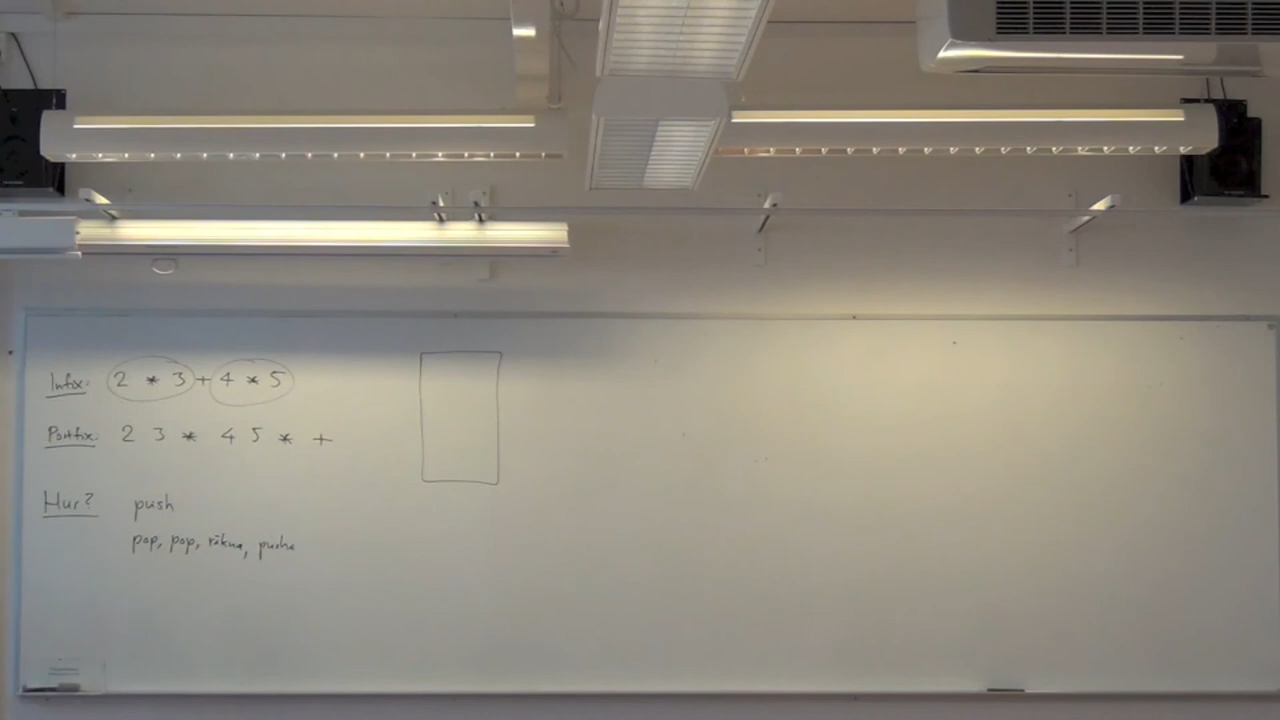 Infix: 2 * 3 + 4 * 5
Postfix: 2 3 * 4 5 * +
Hur? push
pop, pop, räkna, pusha